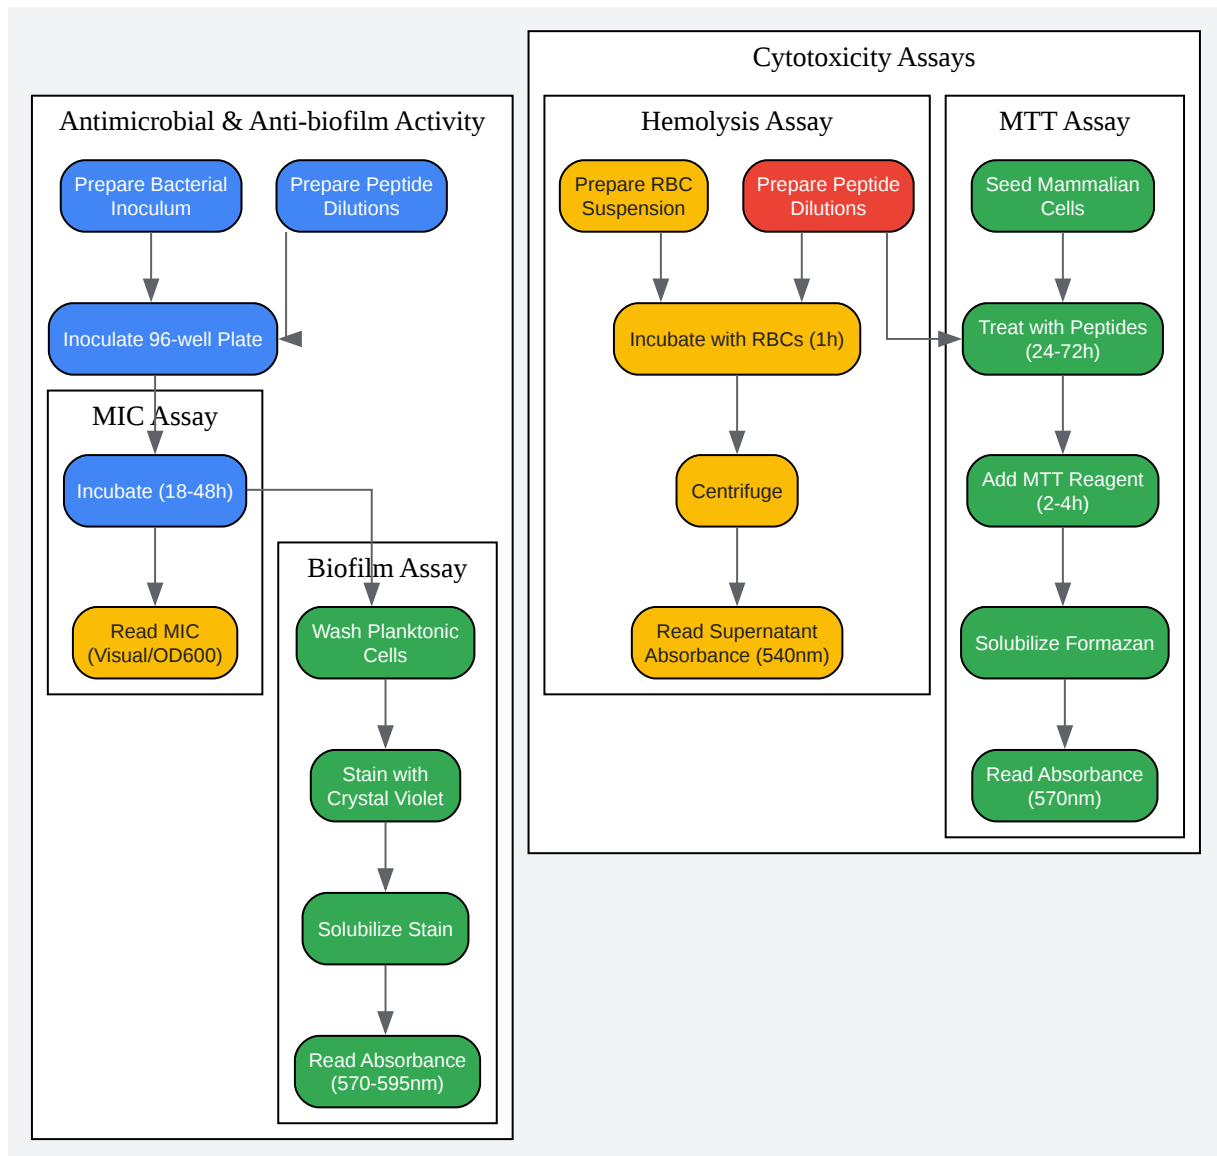 Cytotoxicity Assays
Antimicrobial & Anti-biofilm Activity
Prepare Bacterial
Inoculum
Prepare Peptide
Dilutions
Inoculate 96-well Plate
MIC Assay
Incubate (18-48h)
Read MIC
(Visual/OD600)
Biofilm Assay
Wash Planktonic
Cells
Stain with
Crystal Violet
Solubilize Stain
Read Absorbance
(570-595nm)
Hemolysis Assay
Prepare RBC
Suspension
Prepare Peptide
Dilutions
Incubate with RBCs (1h)
Centrifuge
Read Supernatant
Absorbance (540nm)
MTT Assay
Seed Mammalian
Cells
Treat with Peptides
(24-72h)
Add MTT Reagent
(2-4h)
Solubilize Formazan
Read Absorbance
(570nm)